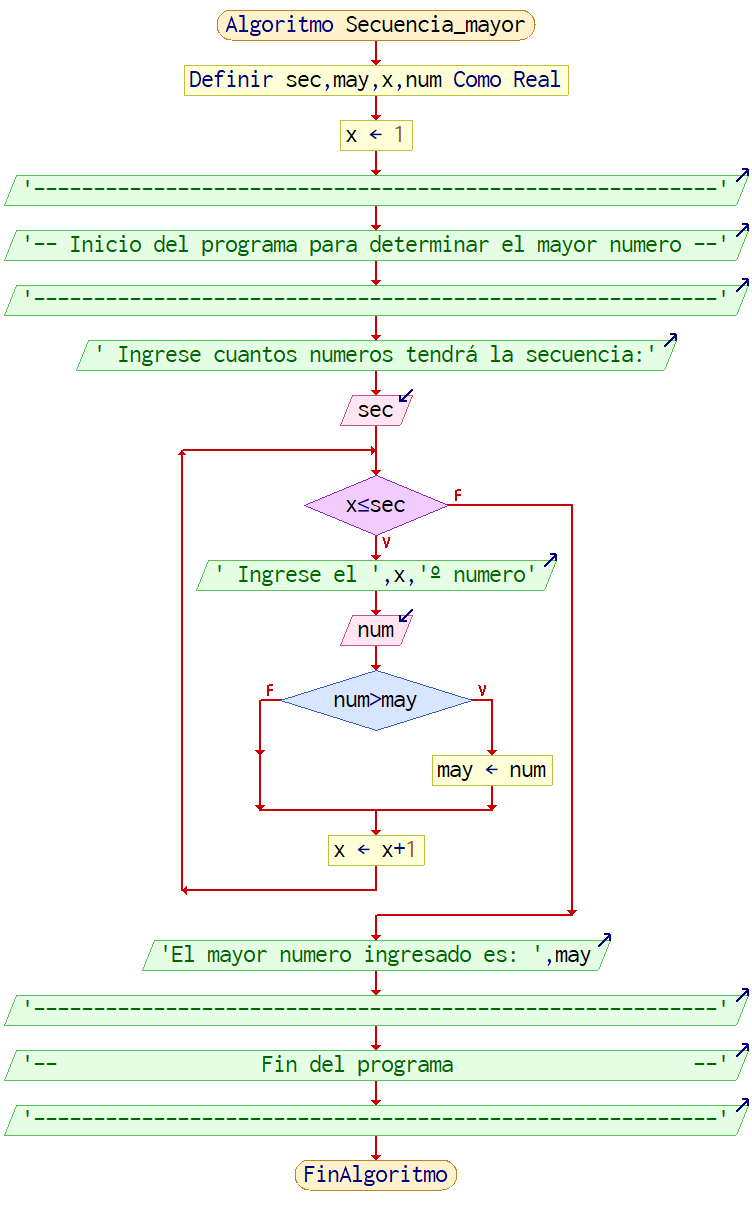 Algoritmo Secuencia_mayor
Definir sec,may,x,num Como Real
x ← 1
'---------------------------------------------------------'
'-- Inicio del programa para determinar el mayor numero --'
'---------------------------------------------------------'
' Ingrese cuantos numeros tendrá la secuencia:'
sec
x≤sec
F
V
' Ingrese el ',x,'º numero'
num
F
num>may
V
may ← num
x ← x+1
'El mayor numero ingresado es: ',may
'---------------------------------------------------------'
'--                 Fin del programa                    --'
'---------------------------------------------------------'
FinAlgoritmo